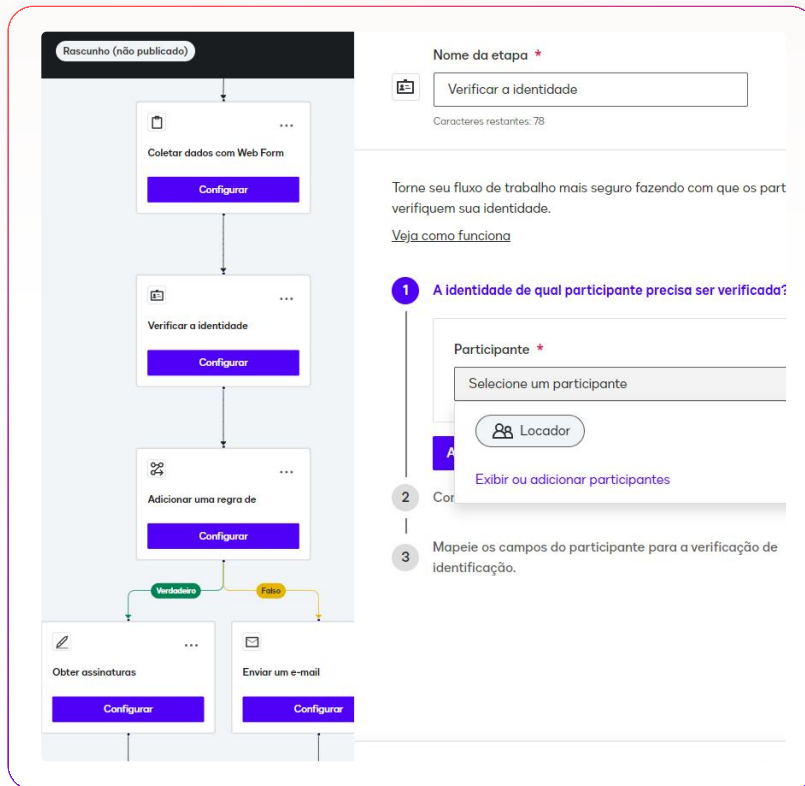 Rascunho (não publicado)
Coletar dados com Web Form
Configurar
Verificar a identidade
Configurar
Adicionar uma regra de
Configurar
Verdadeiro
Falso
Obter assinaturas
Configurar
Enviar um e-mail
Configurar
Nome da etapa *
Verificar a identidade
Caracteres restantes: 78
Torne seu fluxo de trabalho mais seguro fazendo com que os part
verifiquem sua identidade.
Veja como funciona
1 A identidade de qual participante precisa ser verificada?
Participante *
Selecione um participante
Locador
A
Exibir ou adicionar participantes
2 Cor
3 Mapeie os campos do participante para a verificação de
identificação.